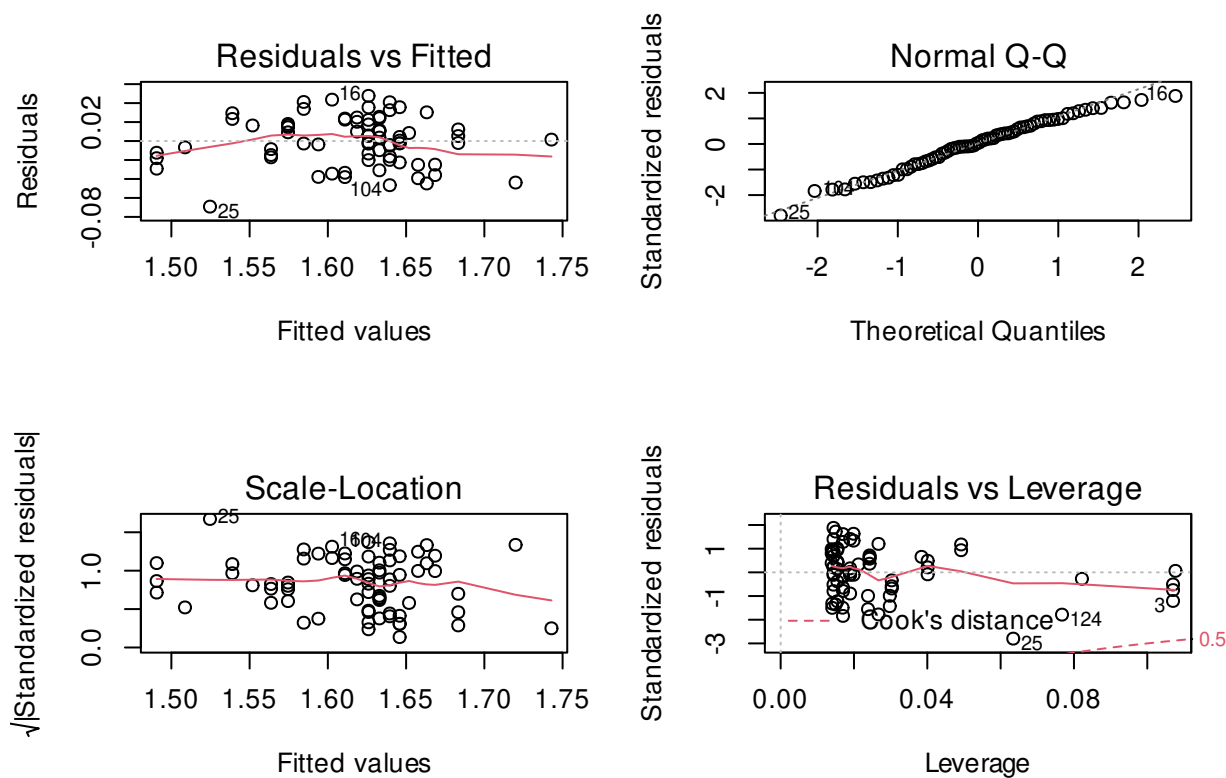 Residuals vs Fitted
Residuals
0.02
-0.08
16
104
25
1.50 1.55 1.60 1.65 1.70 1.75
Fitted values
Normal Q-Q
Standardized residuals
2
0
-2
16
104
25
-2 -1 0 1 2
Theoretical Quantiles
Scale-Location
√|Standardized residuals|
1.0
0.0
25
16
104
1.50 1.55 1.60 1.65 1.70 1.75
Fitted values
Residuals vs Leverage
Standardized residuals
1
-1
-3
Cook's distance
3
124
25
0.5
0.00 0.04 0.08
Leverage